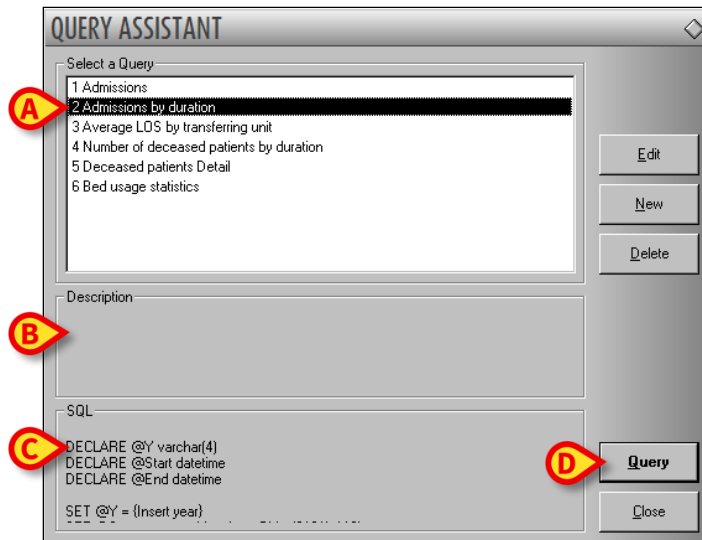 QUERY ASSISTANT
Select a Query
1 Admissions
A
2 Admissions by duration
3 Average LOS by transferring unit
4 Number of deceased patients by duration
5 Deceased patients Detail
6 Bed usage statistics
Edit
New
Delete
Description
B
SQL
C
DECLARE @Y varchar(4)
DECLARE @Start datetime
DECLARE @End datetime
SET @Y = {Insert year}
D
Query
Close